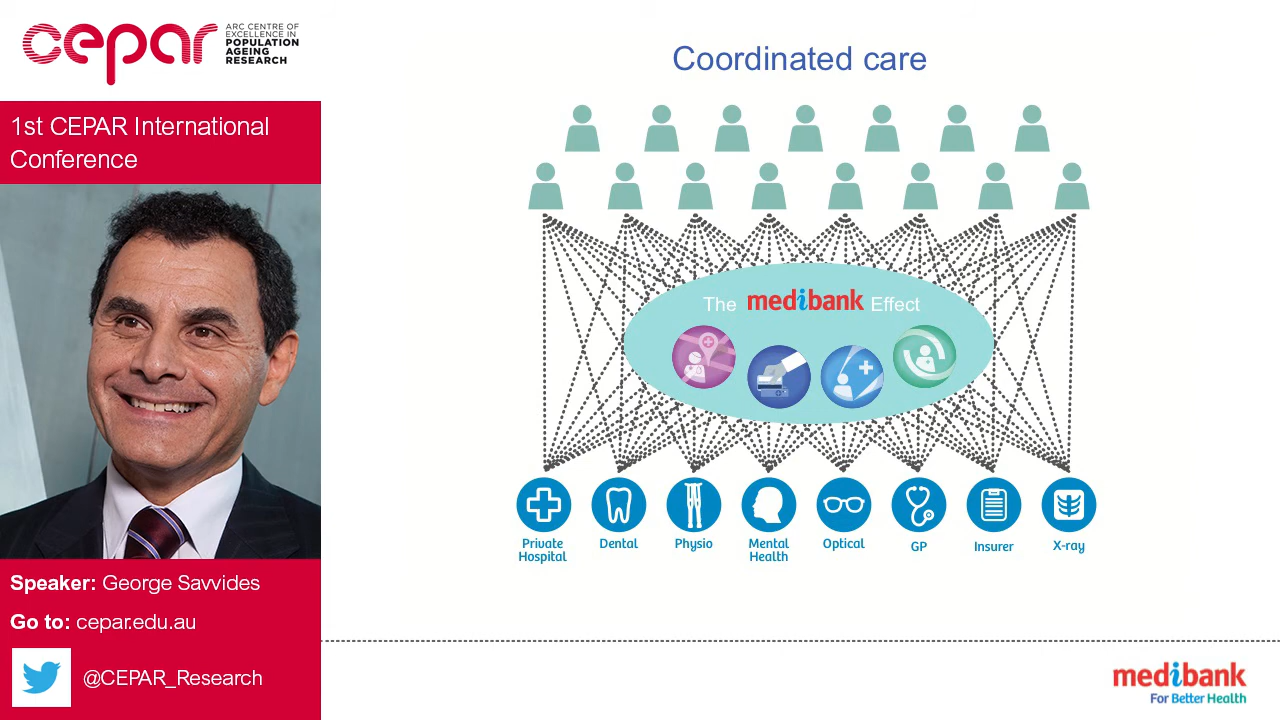 cepar
ARC CENTRE OF
EXCELLENCE IN
POPULATION
AGEING
RESEARCH
1st CEPAR International
Conference
Speaker: George Savvides
Go to: cepar.edu.au
@CEPAR_Research
Coordinated care
The medibank Effect
Private
Hospital
Dental
Physio
Mental
Health
Optical
GP
Insurer
X-ray
medibank
For Better Health